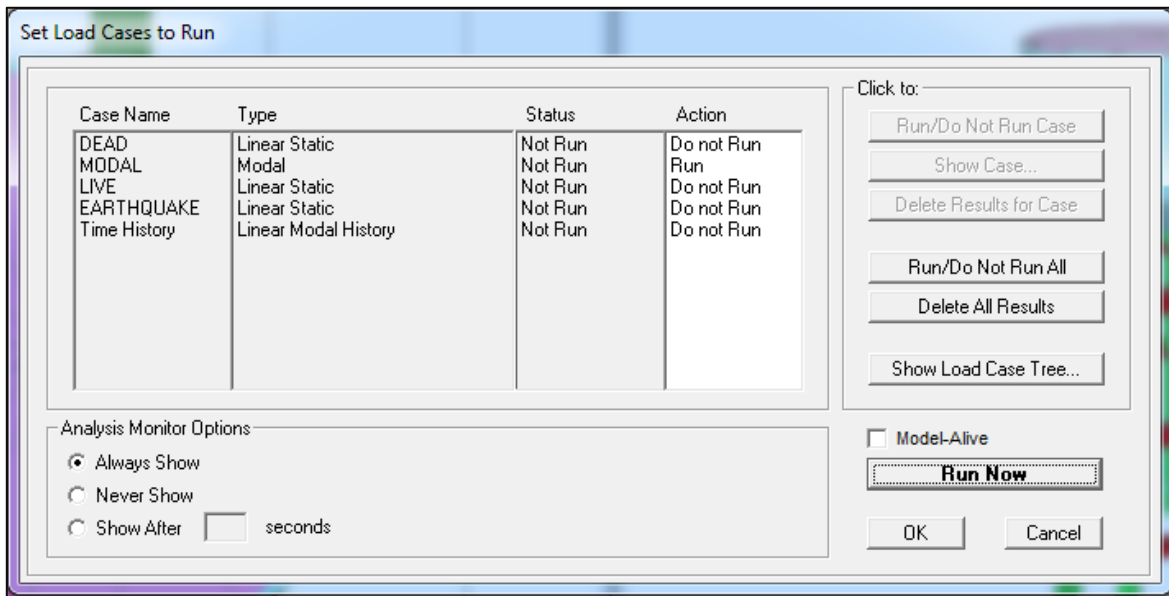 Set Load Cases to Run
Case Name Type Status Action
DEAD Linear Static Not Run Do not Run
MODAL Modal Not Run Run
LIVE Linear Static Not Run Do not Run
EARTHQUAKE Linear Static Not Run Do not Run
Time History Linear Modal History Not Run Do not Run
Click to:
Run/Do Not Run Case
Show Case...
Delete Results for Case
Run/Do Not Run All
Delete All Results
Show Load Case Tree...
Analysis Monitor Options
Always Show
Never Show
Show After seconds
Model-Alive
Run Now
OK Cancel